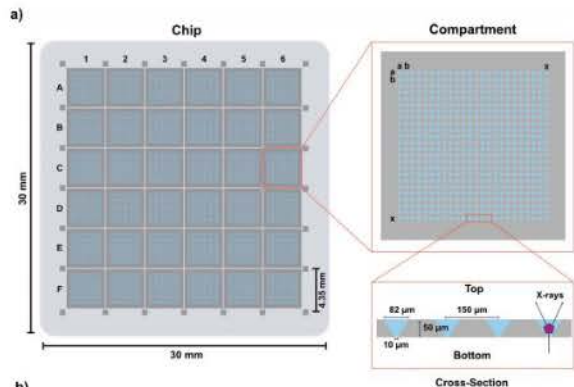 a)
Chip
1 2 3 4 5 6
A
B
C
D
E
F
30 mm
4.35 mm
30 mm
Compartment
a b x
a
b
x
Top
X-rays
82 µm 150 µm
50 µm
10 µm
Bottom
Cross-Section
b)